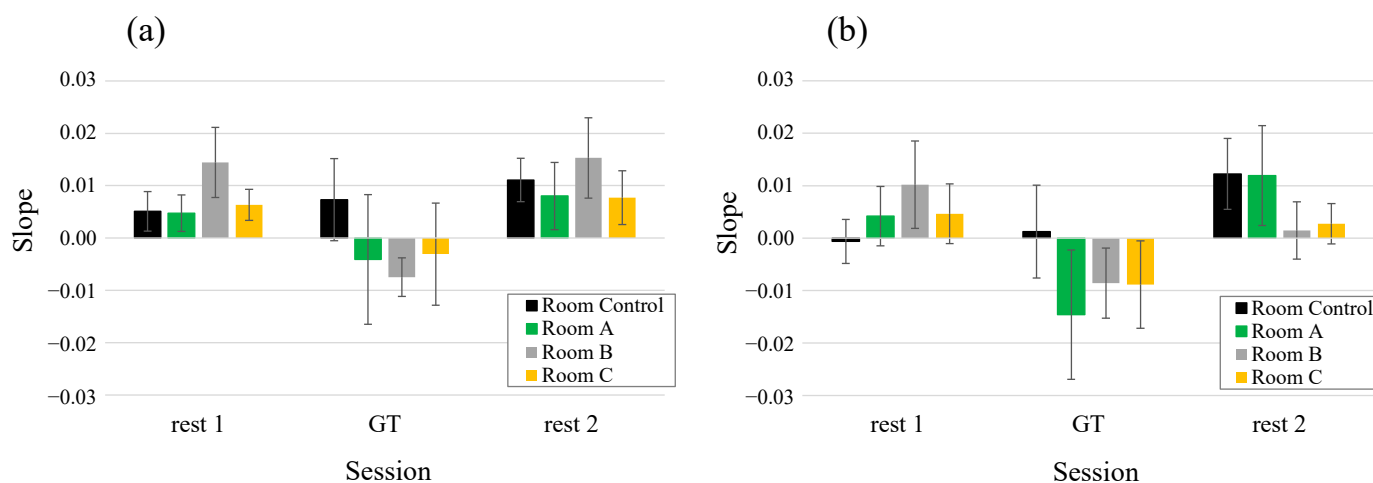 (a)
0.03
0.02
0.01
0.00
−0.01
−0.02
−0.03
Slope
Room Control
Room A
Room B
Room C
rest 1 GT rest 2
Session
(b)
0.03
0.02
0.01
0.00
−0.01
−0.02
−0.03
Slope
Room Control
Room A
Room B
Room C
rest 1 GT rest 2
Session